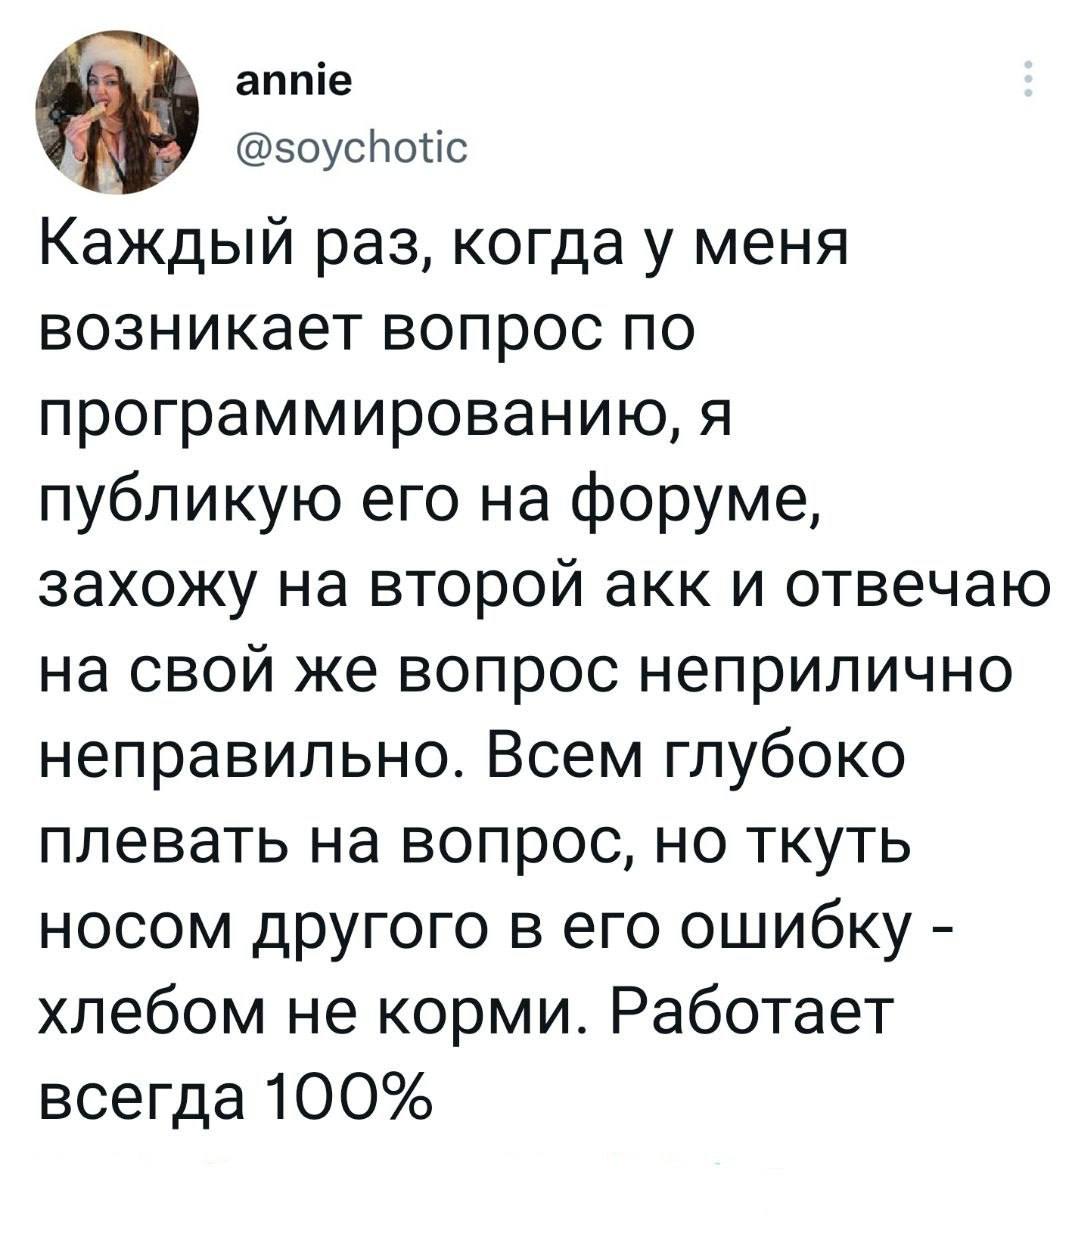 annie
@soychotic
Каждый раз, когда у меня
возникает вопрос по
программированию, я
публикую его на форуме,
захожу на второй акк и отвечаю
на свой же вопрос неприлично
неправильно. Всем глубоко
плевать на вопрос, но ткуть
носом другого в его ошибку -
хлебом не корми. Работает
всегда 100%